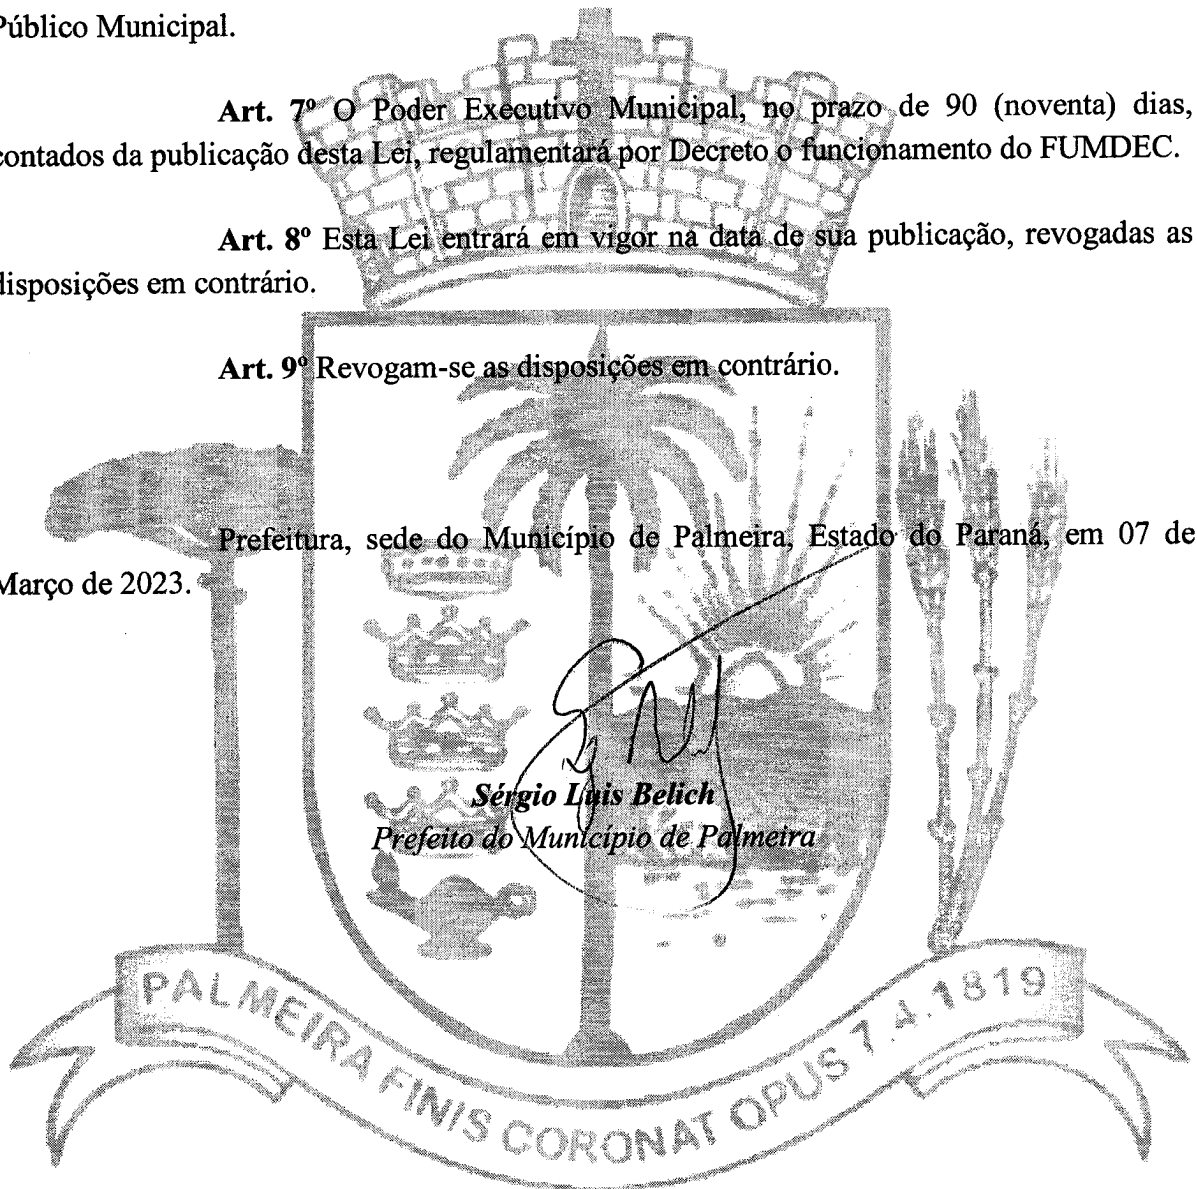 Público Municipal.
Art. 7º O Poder Executivo Municipal, no prazo de 90 (noventa) dias,
contados da publicação desta Lei, regulamentará por Decreto o funcionamento do FUMDEC.
Art. 8º Esta Lei entrará em vigor na data de sua publicação, revogadas as
disposições em contrário.
Art. 9º Revogam-se as disposições em contrário.
Prefeitura, sede do Município de Palmeira, Estado do Paraná, em 07 de
Março de 2023.
Sérgio Luis Belich
Prefeito do Município de Palmeira
PALMEIRA FINIS CORONAT OPUS 7.4.1819